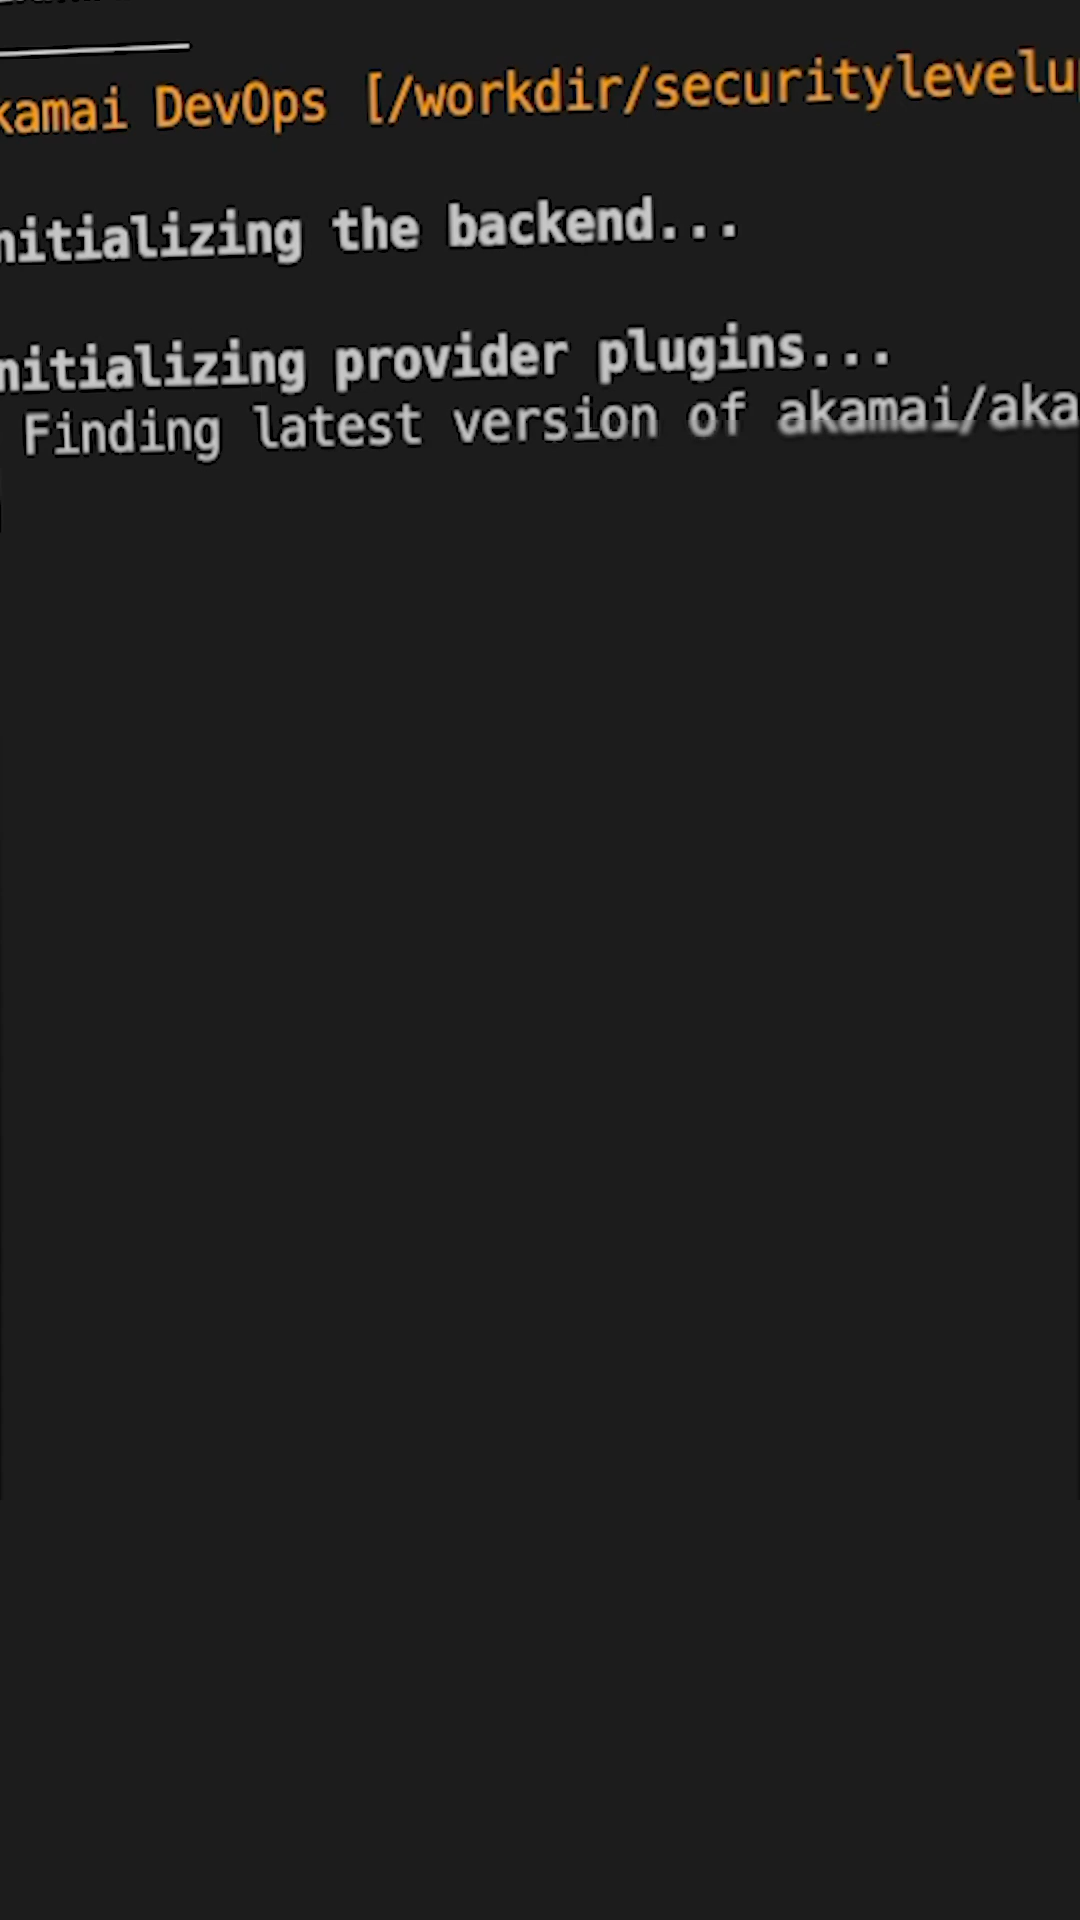 kamai DevOps [/workdir/securitylevelu
nitializing the backend...
nitializing provider plugins...
Finding latest version of akamai/aka